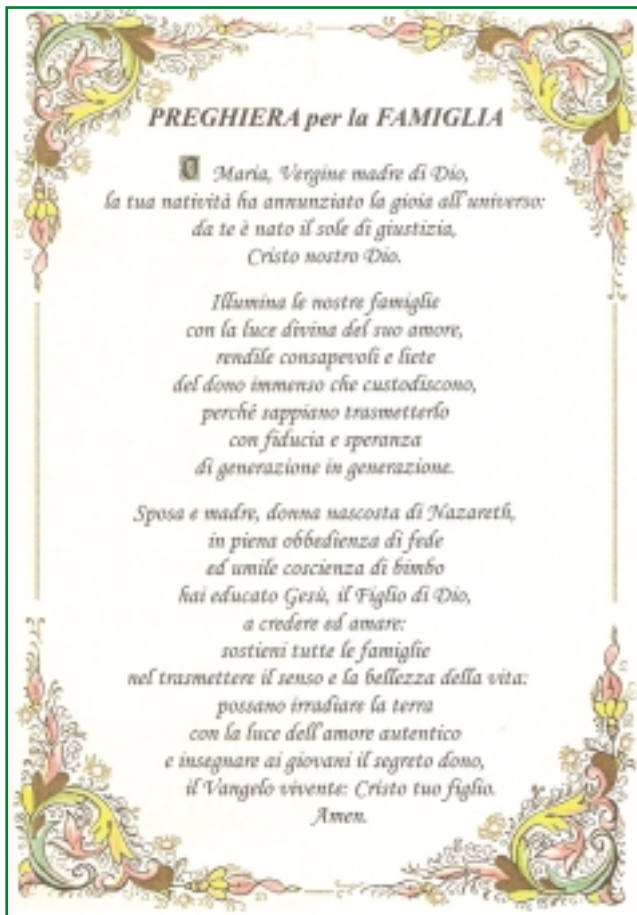 PREGHIERA per la FAMIGLIA
O Maria, Vergine madre di Dio,
la tua natività ha annunziato la gioia all'universo:
da te è nato il sole di giustizia,
Cristo nostro Dio.
Illumina le nostre famiglie
con la luce divina del suo amore,
rendile consapevoli e liete
del dono immenso che custodiscono,
perché sappiano trasmetterlo
con fiducia e speranza
di generazione in generazione.
Sposa e madre, donna nascosta di Nazareth,
in piena obbedienza di fede
ed umile coscienza di bimbo
hai educato Gesù, il Figlio di Dio,
a credere ed amare:
sostieni tutte le famiglie
nel trasmettere il senso e la bellezza della vita:
possano irradiare la terra
con la luce dell'amore autentico
e insegnare ai giovani il segreto dono,
il Vangelo vivente: Cristo tuo figlio.
Amen.